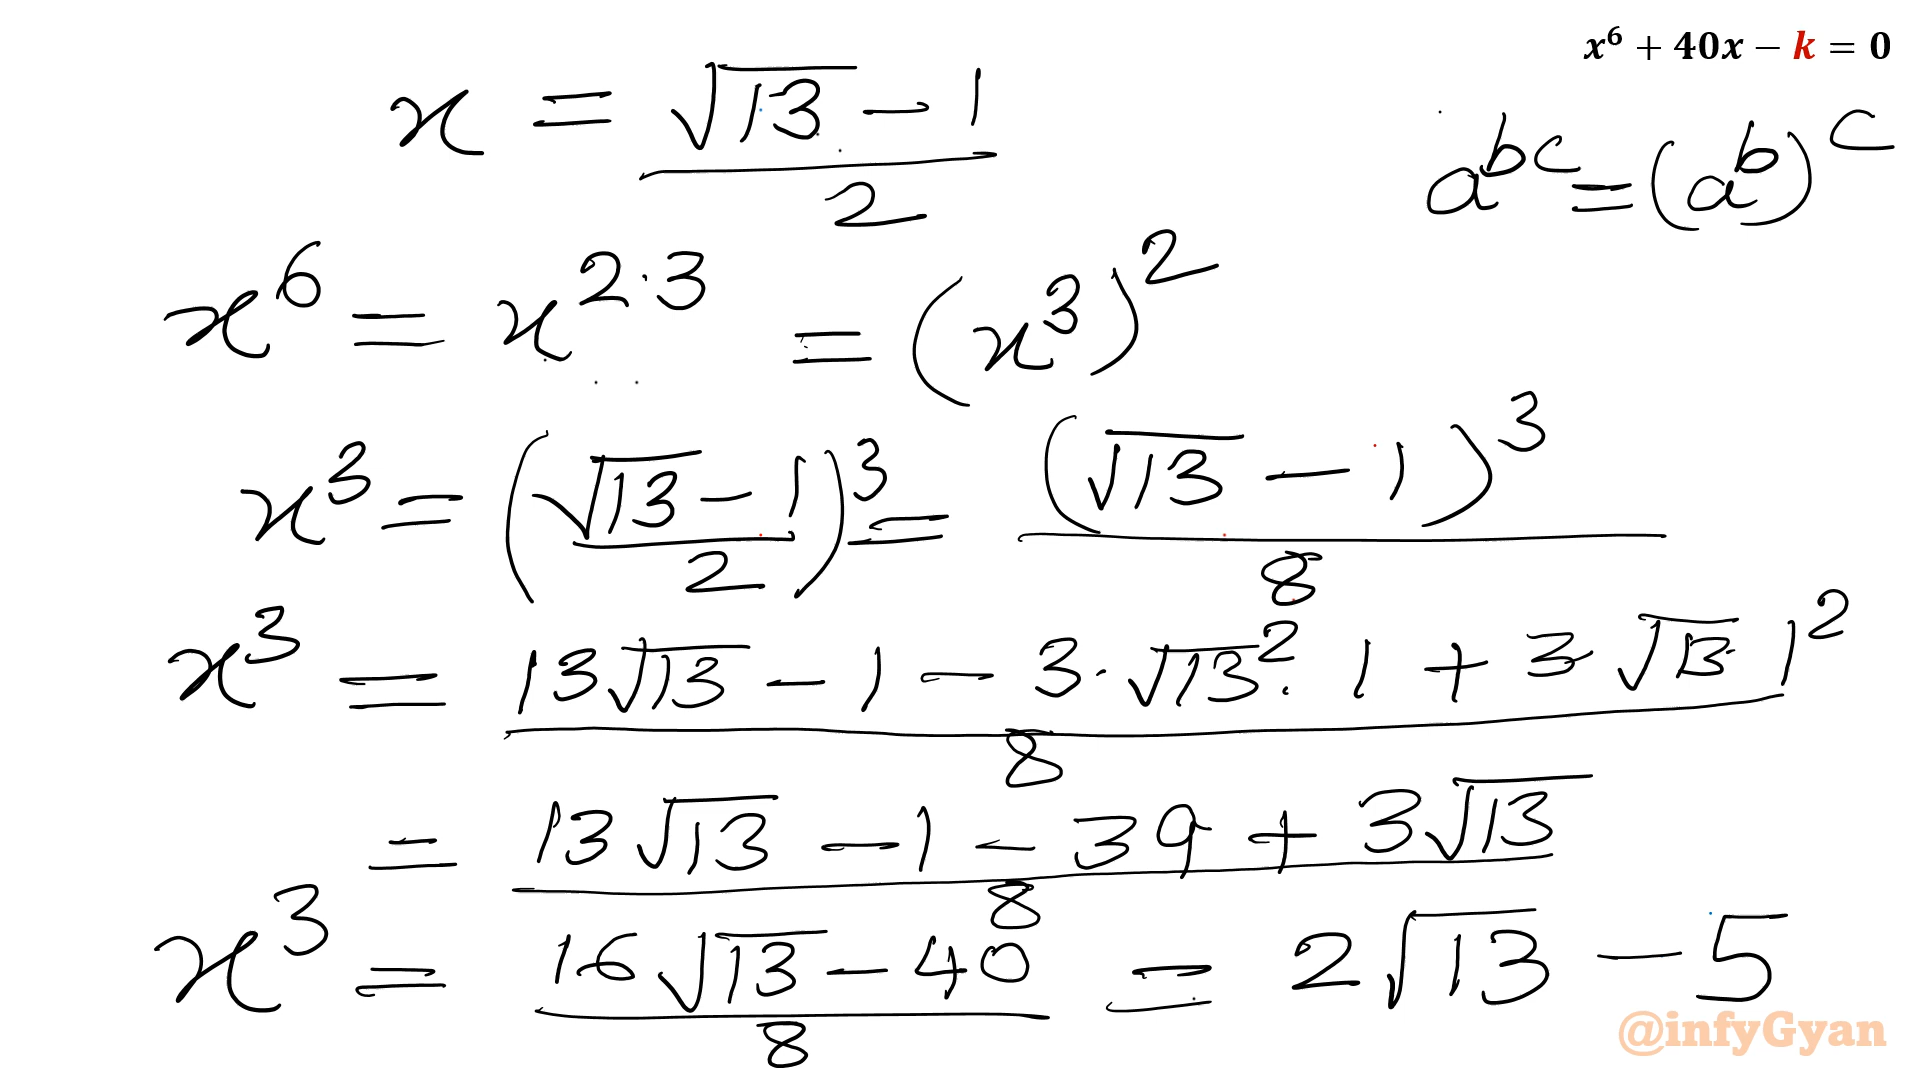 x⁶ + 40x − k = 0
x = (√13 − 1)/2
a^{bc} = (a^b)^c
x⁶ = x^{2·3} = (x³)²
x³ = ((√13 − 1)/2)³ = (√13 − 1)³/8
x³ = (13√13 − 1 − 3·√13²·1 + 3√13 1²)/8
= (13√13 − 1 − 39 + 3√13)/8
x³ = (16√13 − 40)/8 = 2√13 − 5
@infyGyan